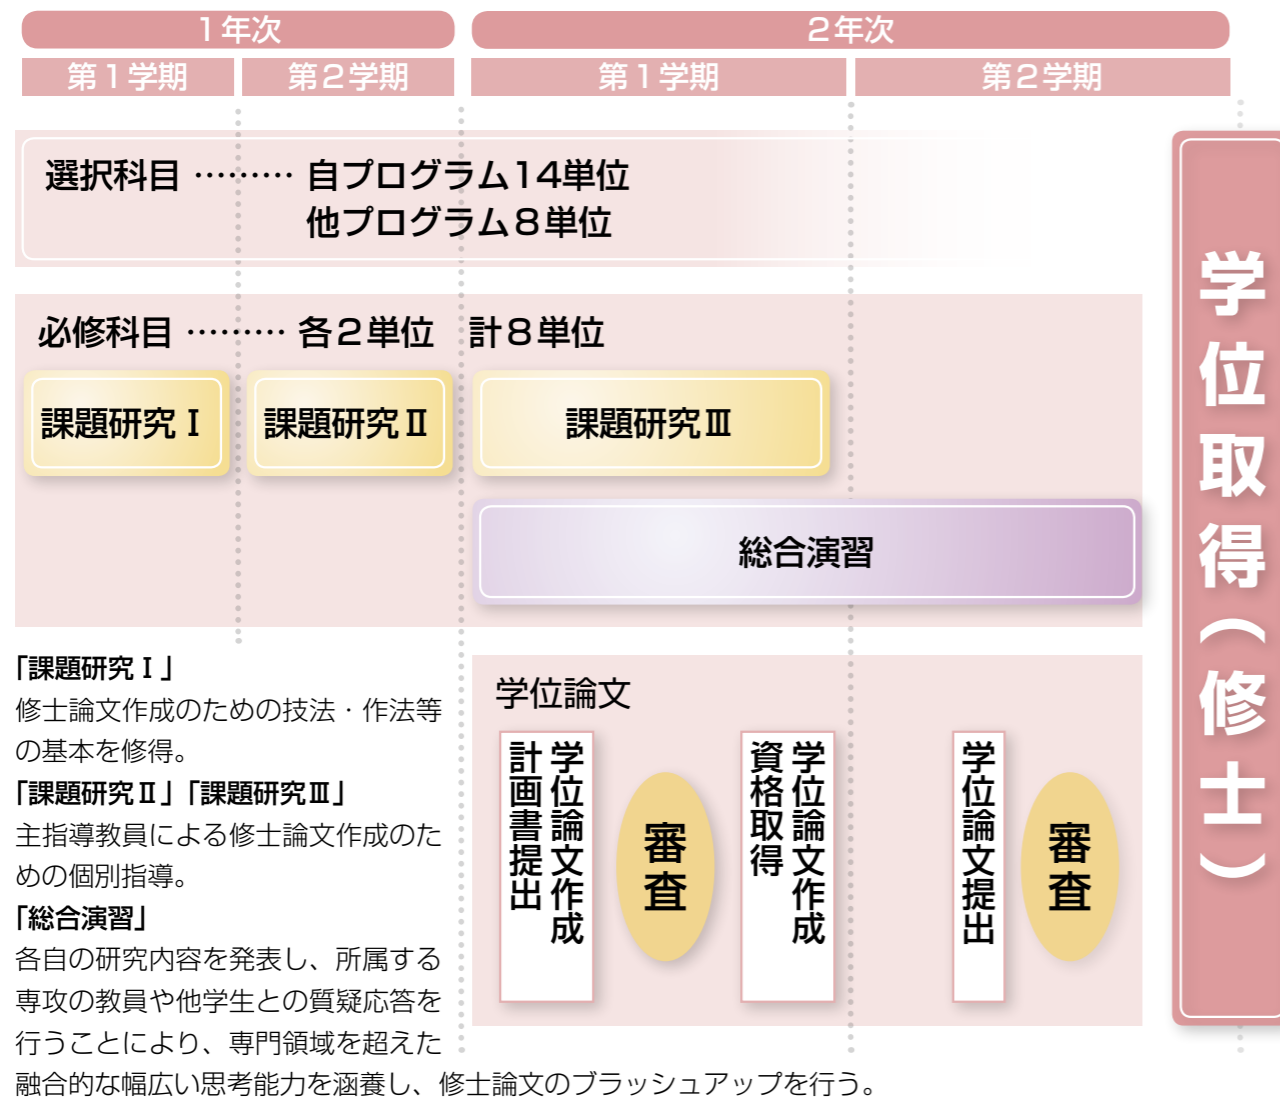 1年次
2年次
第1学期
第2学期
第1学期
第2学期
選択科目 ……… 自プログラム14単位
他プログラム8単位
必修科目 ……… 各2単位　計8単位
課題研究Ⅰ
課題研究Ⅱ
課題研究Ⅲ
総合演習
「課題研究Ⅰ」
修士論文作成のための技法・作法等
の基本を修得。
「課題研究Ⅱ」「課題研究Ⅲ」
主指導教員による修士論文作成のた
めの個別指導。
「総合演習」
各自の研究内容を発表し、所属する
専攻の教員や他学生との質疑応答を
行うことにより、専門領域を超えた
融合的な幅広い思考能力を涵養し、修士論文のブラッシュアップを行う。
学位論文
学位論文作成
計画書提出
審査
学位論文作成
資格取得
学位論文提出
審査
学位取得（修士）